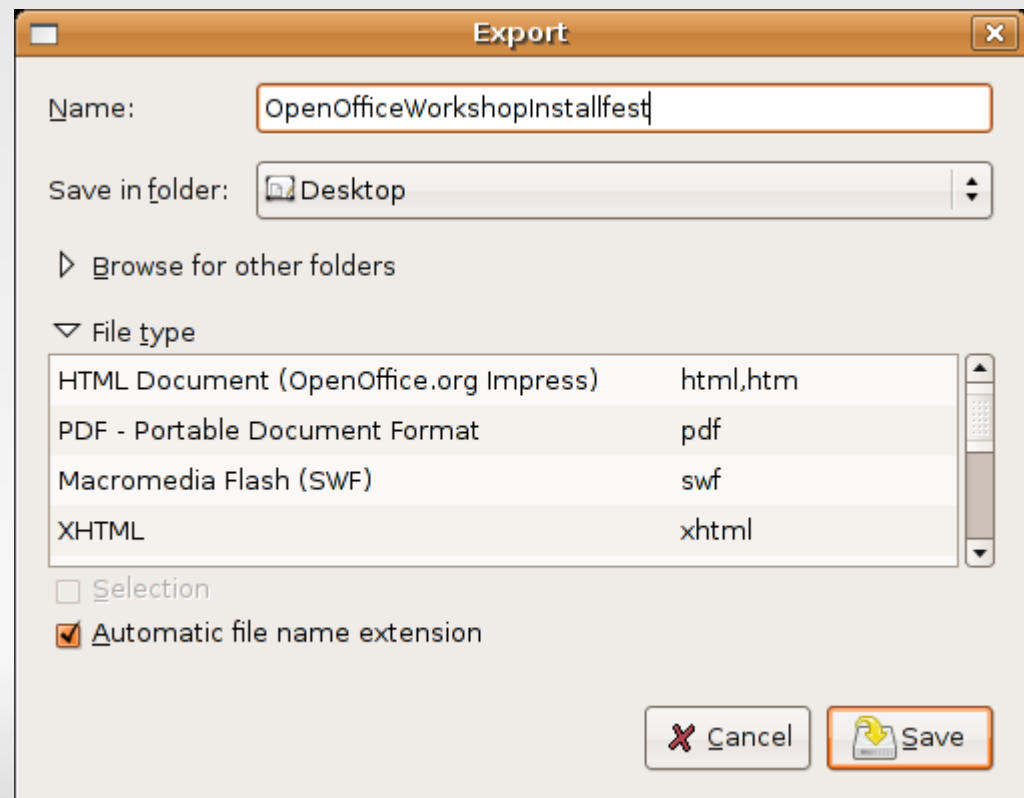 Export
Name: OpenOfficeWorkshopInstallfest
Save in folder: Desktop
Browse for other folders
File type
HTML Document (OpenOffice.org Impress) html,htm
PDF - Portable Document Format pdf
Macromedia Flash (SWF) swf
XHTML xhtml
Selection
Automatic file name extension
Cancel Save